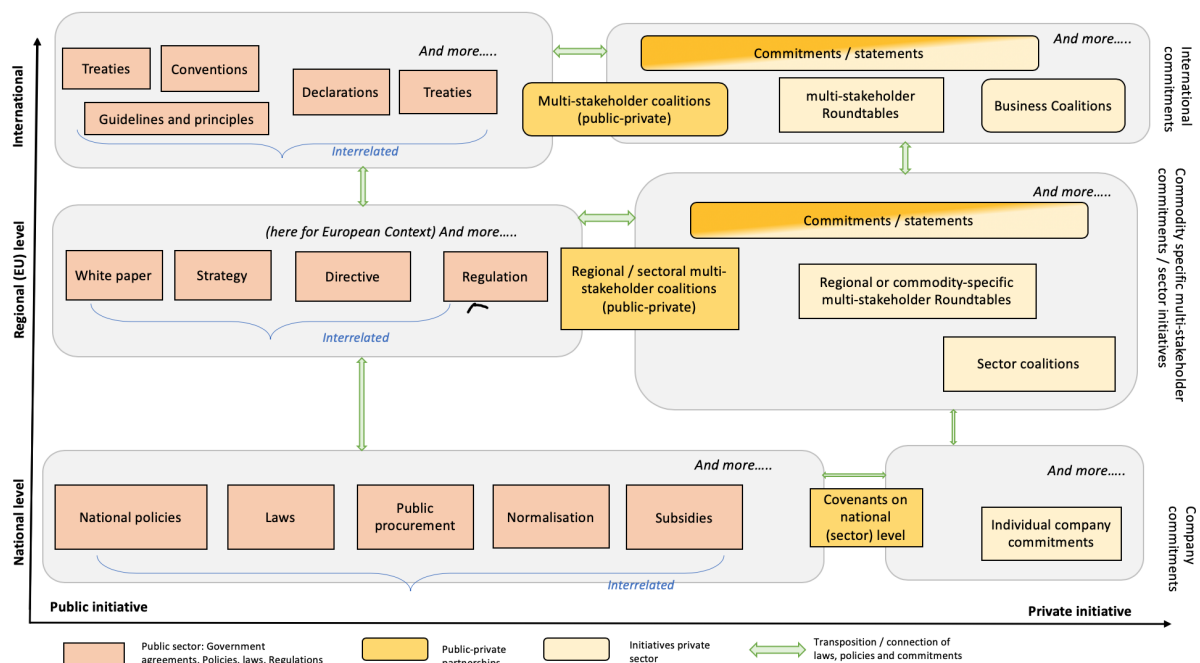 International
And more…..
Treaties
Conventions
Declarations
Treaties
Guidelines and principles
Interrelated
Multi-stakeholder coalitions
(public-private)
Commitments / statements
And more…..
multi-stakeholder
Roundtables
Business Coalitions
International
commitments
Regional (EU) level
(here for European Context) And more…..
White paper
Strategy
Directive
Regulation
Interrelated
Regional / sectoral multi-
stakeholder coalitions
(public-private)
And more…..
Commitments / statements
Regional or commodity-specific
multi-stakeholder Roundtables
Sector coalitions
Commodity specific multi-stakeholder
commitments / sector initiatives
National level
And more…..
National policies
Laws
Public
procurement
Normalisation
Subsidies
Interrelated
Covenants on
national
(sector) level
And more…..
Individual company
commitments
Company
commitments
Public initiative
Private initiative
Public sector: Government
agreements, Policies, laws, Regulations
Public-private
partnerships
Initiatives private
sector
Transposition / connection of
laws, policies and commitments